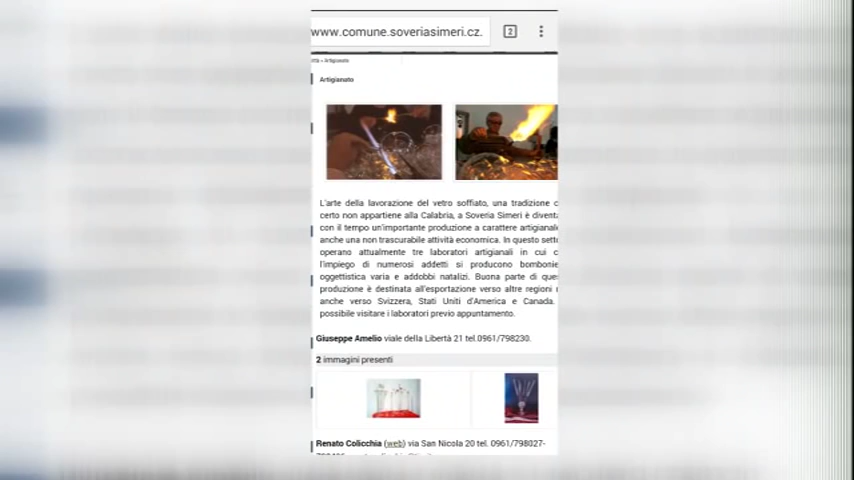 www.comune.soveriasimeri.cz.
2
Artigianato
Artigianato
L'arte della lavorazione del vetro soffiato, una tradizione c
certo non appartiene alla Calabria, a Soveria Simeri è diventa
con il tempo un'importante produzione a carattere artigianale
anche una non trascurabile attività economica. In questo sett
operano attualmente tre laboratori artigianali in cui c
l'impiego di numerosi addetti si producono bombonie
oggettistica varia e addobbi natalizi. Buona parte di ques
produzione è destinata all'esportazione verso altre regioni
anche verso Svizzera, Stati Uniti d'America e Canada.
possibile visitare i laboratori previo appuntamento.
Giuseppe Amelio viale della Libertà 21 tel.0961/798230.
2 immagini presenti
Renato Colicchia (web) via San Nicola 20 tel. 0961/798027-